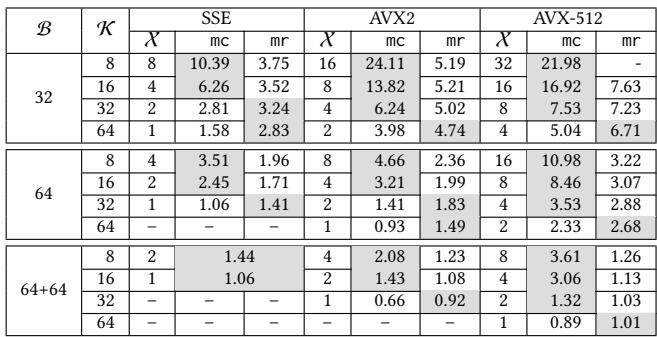 B K SSE AVX2 AVX-512
X mc mr X mc mr X mc mr
8 8 10.39 3.75 16 24.11 5.19 32 21.98 -
32 16 4 6.26 3.52 8 13.82 5.21 16 16.92 7.63
32 2 2.81 3.24 4 6.24 5.02 8 7.53 7.23
64 1 1.58 2.83 2 3.98 4.74 4 5.04 6.71
8 4 3.51 1.96 8 4.66 2.36 16 10.98 3.22
64 16 2 2.45 1.71 4 3.21 1.99 8 8.46 3.07
32 1 1.06 1.41 2 1.41 1.83 4 3.53 2.88
64 – – – 1 0.93 1.49 2 2.33 2.68
8 2 1.44 4 2.08 1.23 8 3.61 1.26
64+64 16 1 1.06 2 1.43 1.08 4 3.06 1.13
32 – – – 1 0.66 0.92 2 1.32 1.03
64 – – – – – – 1 0.89 1.01